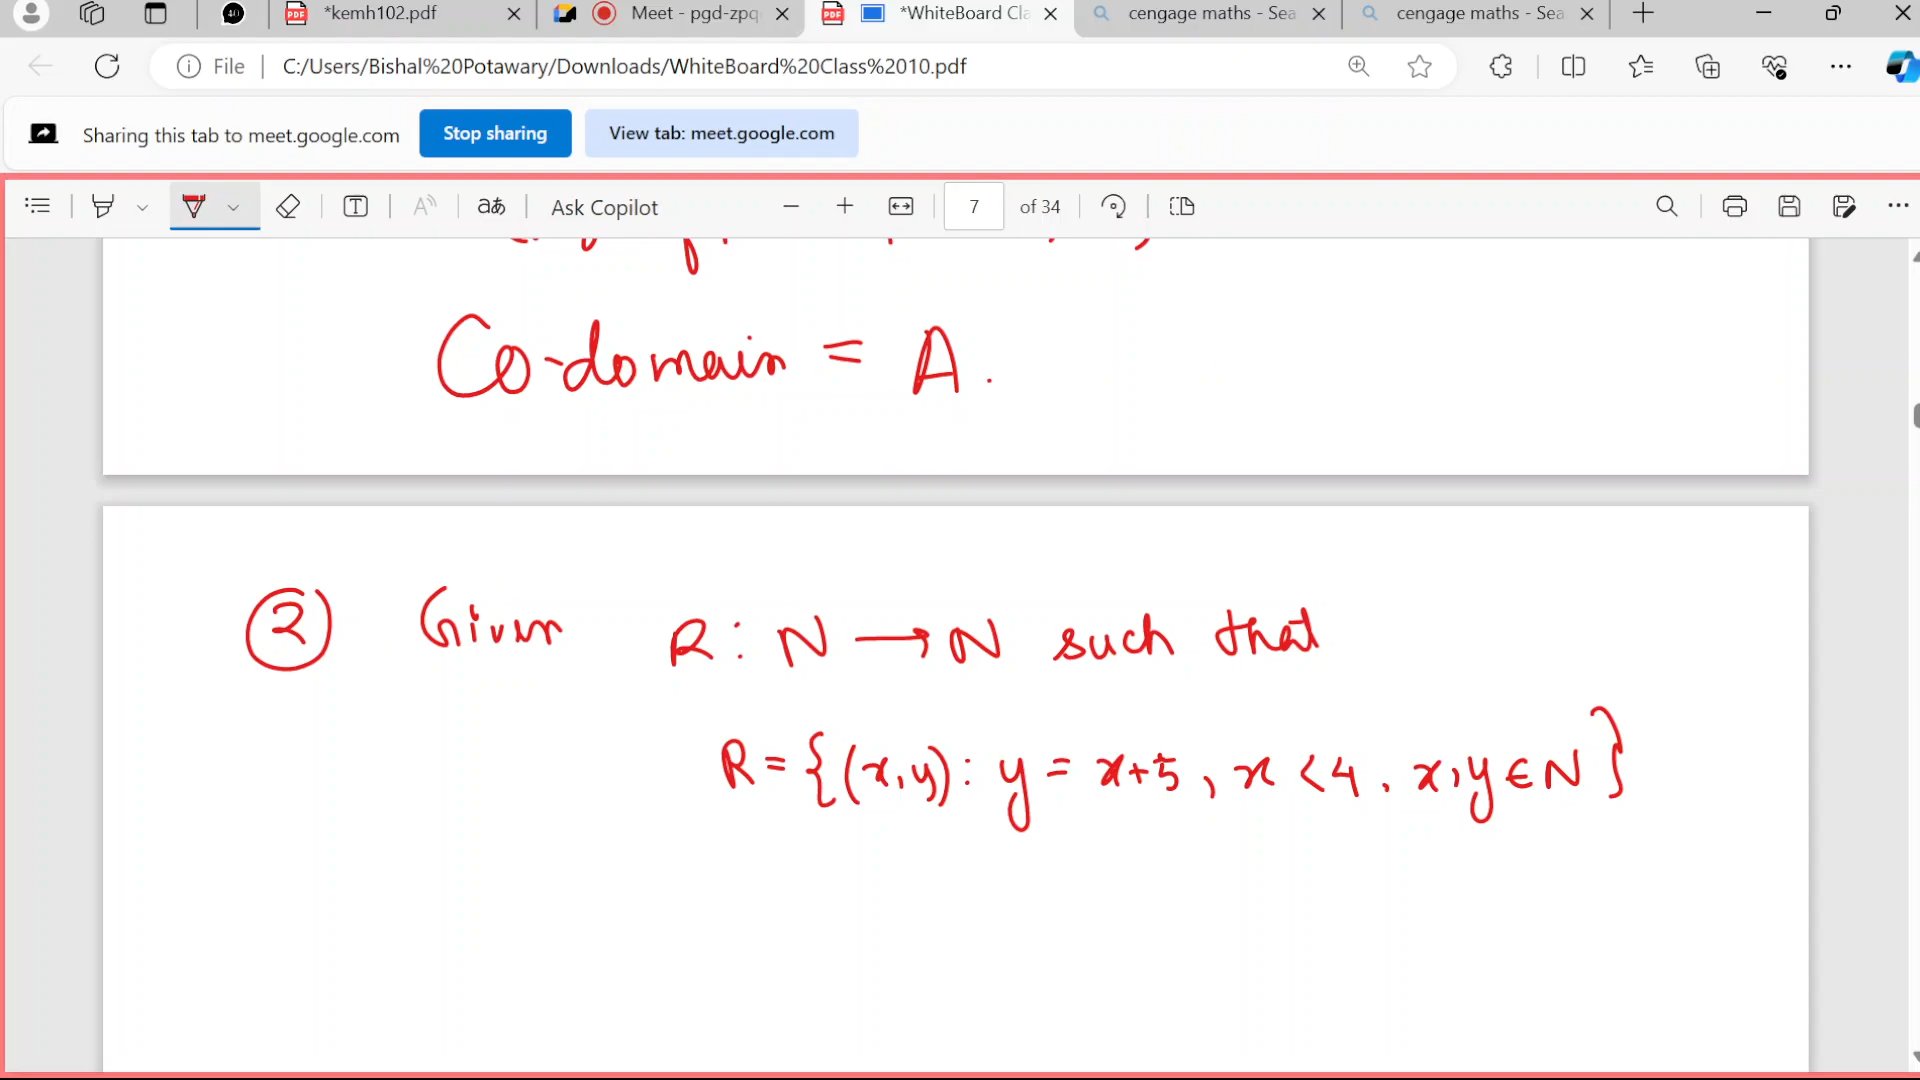 *kemh102.pdf
Meet - pgd-zpq
*WhiteBoard Cla
cengage maths - Sea
cengage maths - Sea
File
C:/Users/Bishal%20Potawary/Downloads/WhiteBoard%20Class%2010.pdf
Sharing this tab to meet.google.com
Stop sharing
View tab: meet.google.com
Ask Copilot
7 of 34
Co-domain = A.
② Given R : N → N such that
R = {(x,y) : y = x+5, x < 4. x,y ∈ N}